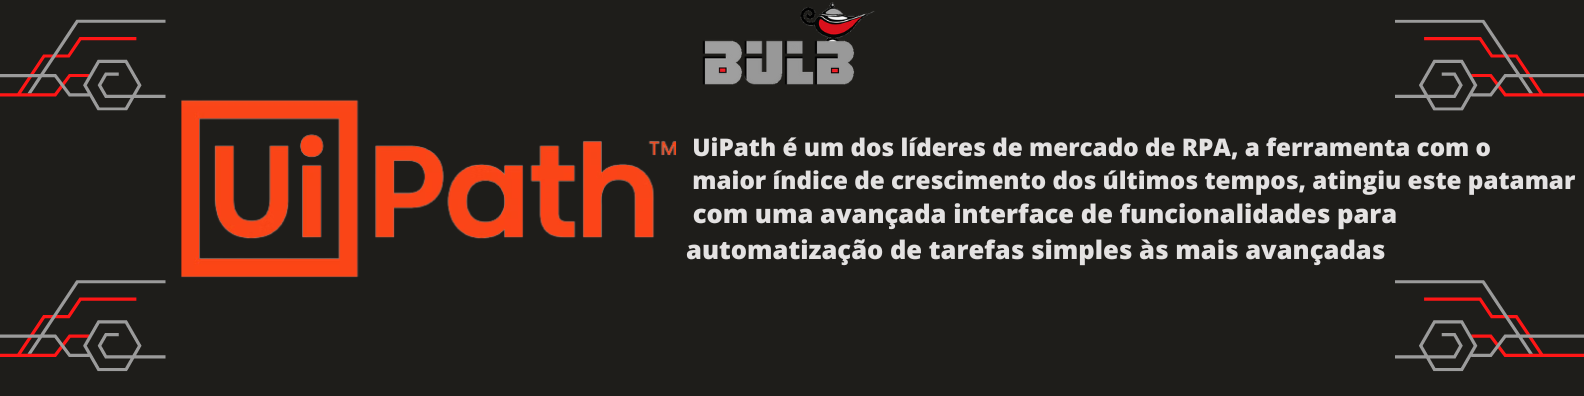 BULB
UiPath™
UiPath é um dos líderes de mercado de RPA, a ferramenta com o
maior índice de crescimento dos últimos tempos, atingiu este patamar
com uma avançada interface de funcionalidades para
automatização de tarefas simples às mais avançadas